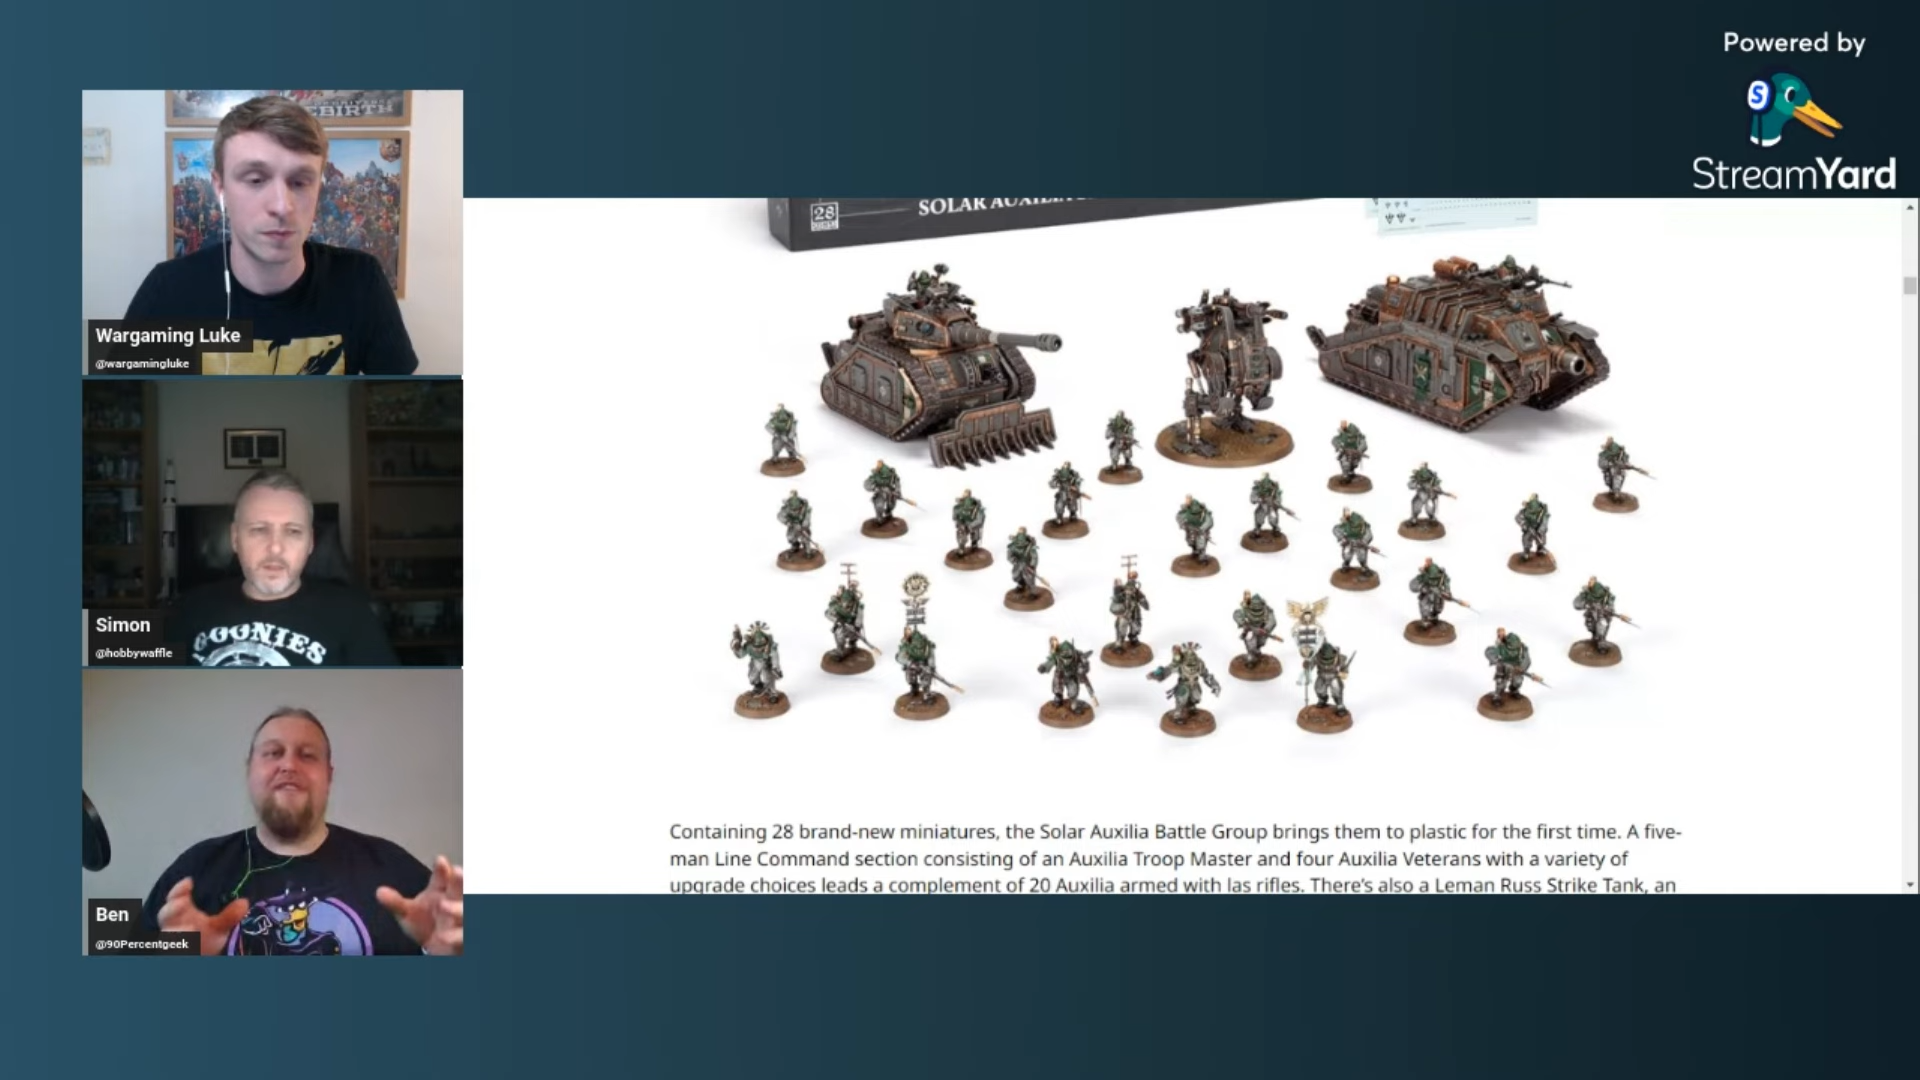 Powered by
StreamYard
EBIRTH
Wargaming Luke
@wargamingluke
28
SOLAR
Simon
@hobbywaffle
GOONIES
Ben
@90Percentgeek
Containing 28 brand-new miniatures, the Solar Auxilia Battle Group brings them to plastic for the first time. A five-
man Line Command section consisting of an Auxilia Troop Master and four Auxilia Veterans with a variety of
upgrade choices leads a complement of 20 Auxilia armed with las rifles. There's also a Leman Russ Strike Tank, an